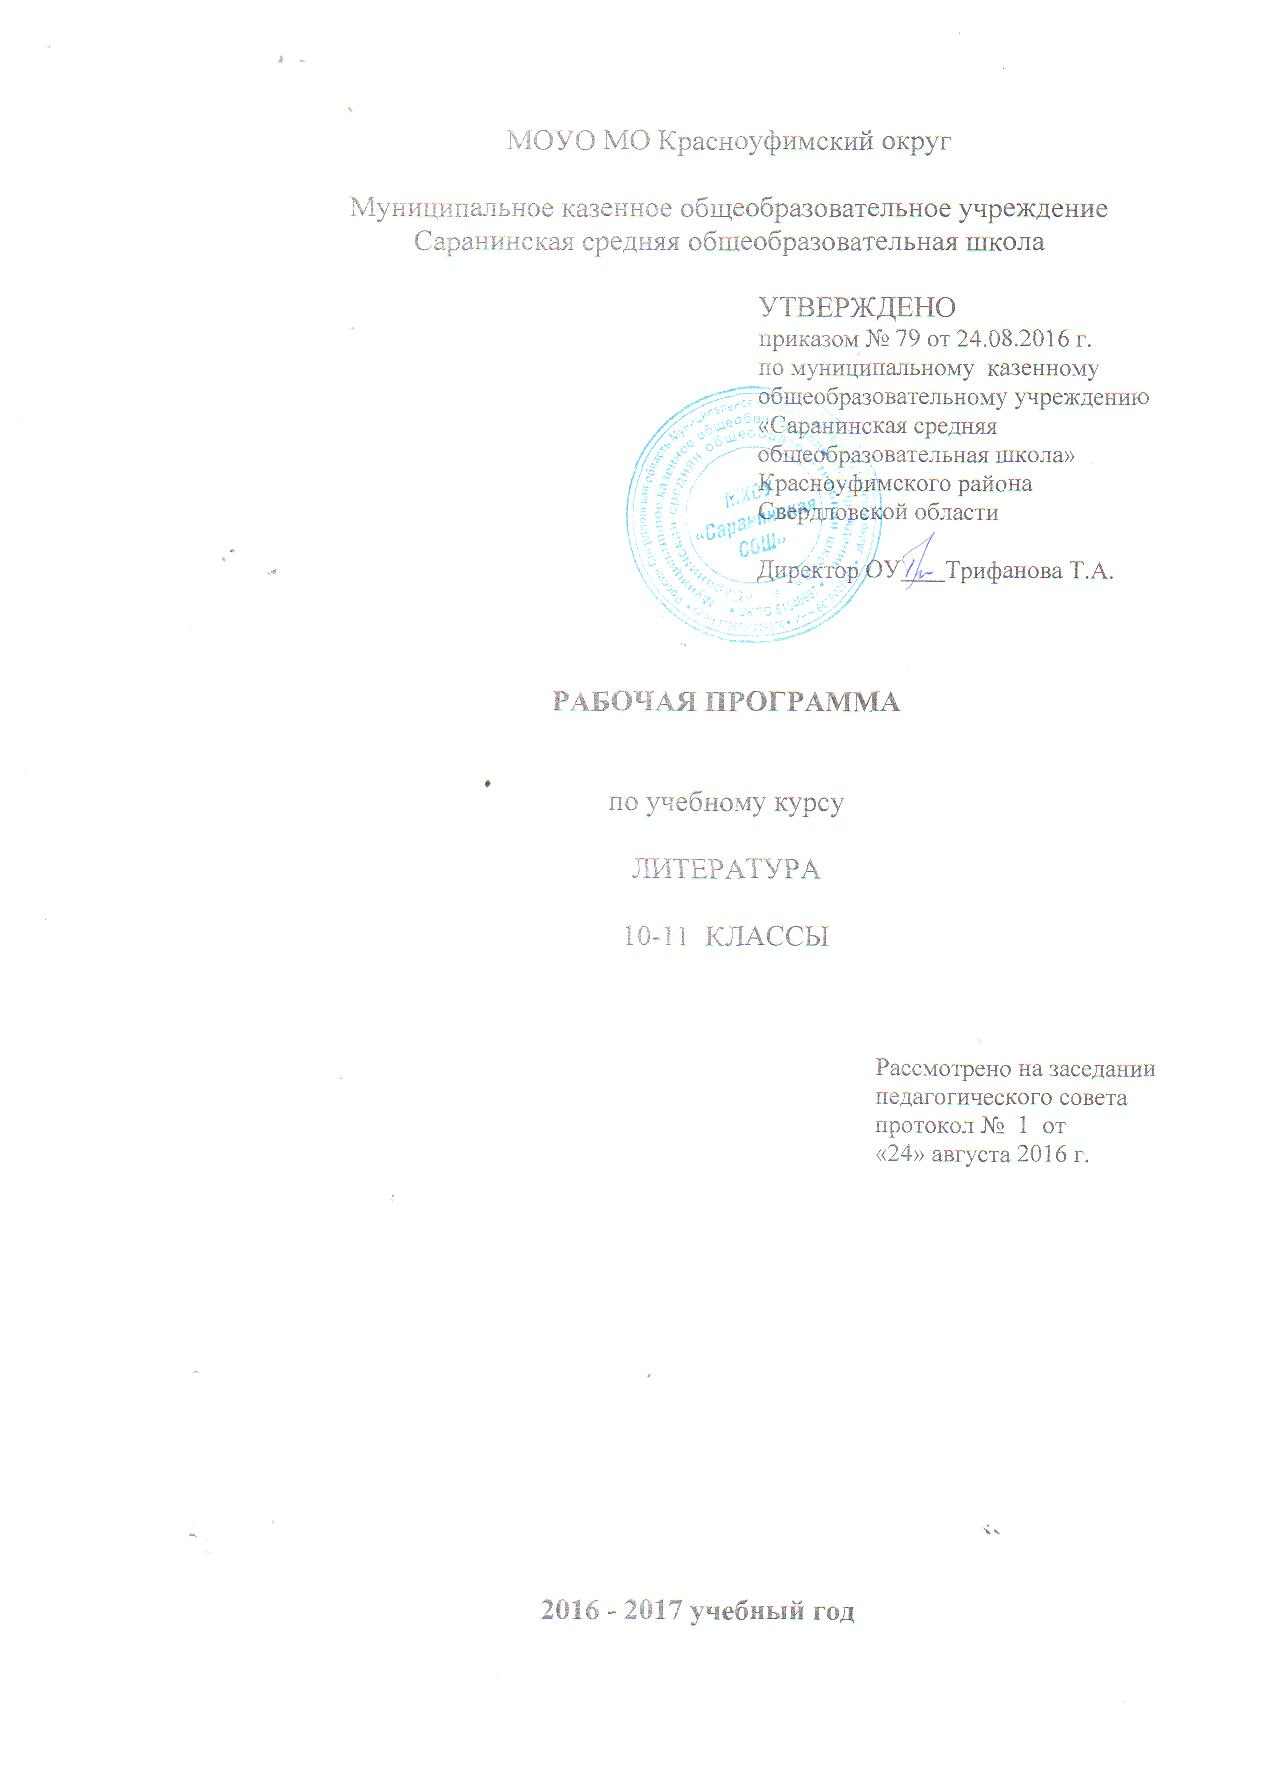 МОУО МО Красноуфимский округ
Муниципальное казенное общеобразовательное учреждение
Саранинская средняя общеобразовательная школа
УТВЕРЖДЕНО
приказом № 79 от 24.08.2016 г.
по муниципальному казенному
общеобразовательному учреждению
«Саранинская средняя
общеобразовательная школа»
Красноуфимского района
Свердловской области
Директор ОУ____Трифанова Т.А.
«Саранинская
СОШ»
РАБОЧАЯ ПРОГРАММА
по учебному курсу
ЛИТЕРАТУРА
10-11 КЛАССЫ
Рассмотрено на заседании
педагогического совета
протокол № 1 от
«24» августа 2016 г.
2016 - 2017 учебный год